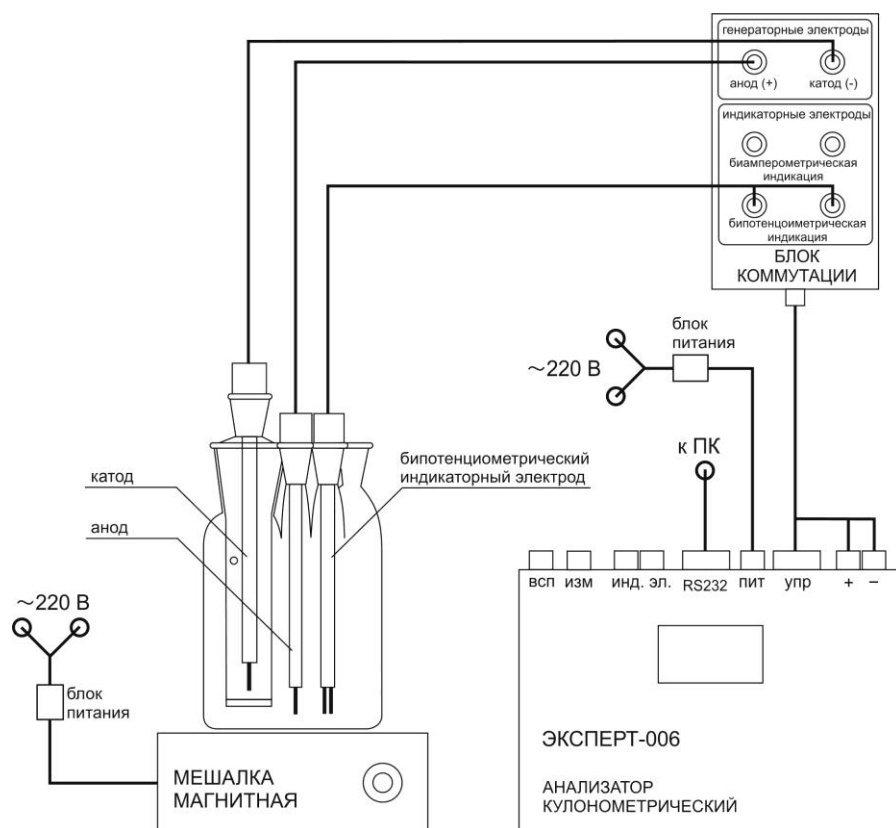 генераторные электроды
анод (+)
катод (-)
индикаторные электроды
биамперометрическая
индикация
бипотенцоиметрическая
индикация
БЛОК
КОММУТАЦИИ
блок
питания
~220 В
к ПК
катод
анод
бипотенциометрический
индикаторный электрод
~220 В
блок
питания
всп
изм
инд. эл.
RS232
пит
упр
+
−
МЕШАЛКА
МАГНИТНАЯ
ЭКСПЕРТ-006
АНАЛИЗАТОР
КУЛОНОМЕТРИЧЕСКИЙ